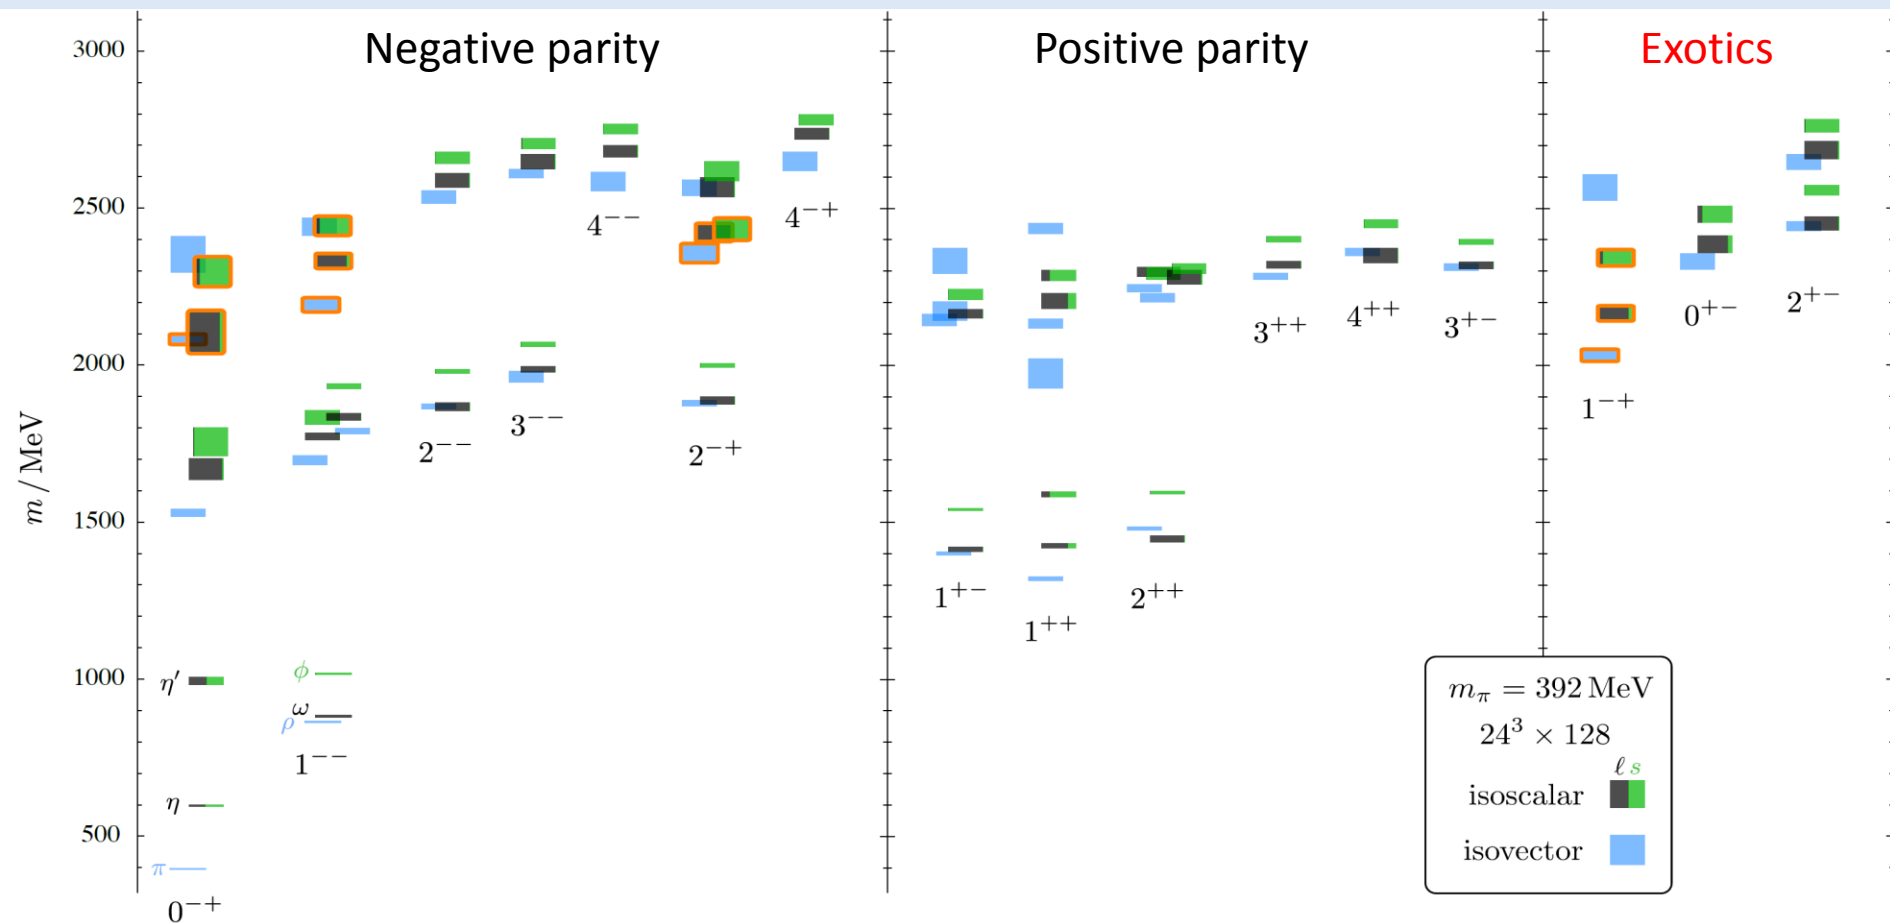 Negative parity
Positive parity
Exotics
3000
2500
2000
1500
1000
500
m / MeV
4⁻⁻
4⁻⁺
2⁻⁻
3⁻⁻
2⁻⁺
η′
ϕ
ω
ρ
1⁻⁻
η
π
0⁻⁺
3⁺⁺
4⁺⁺
3⁺⁻
1⁺⁻
1⁺⁺
2⁺⁺
0⁺⁻
2⁺⁻
1⁻⁺
m_π = 392 MeV
24³ × 128
ℓ s
isoscalar
isovector